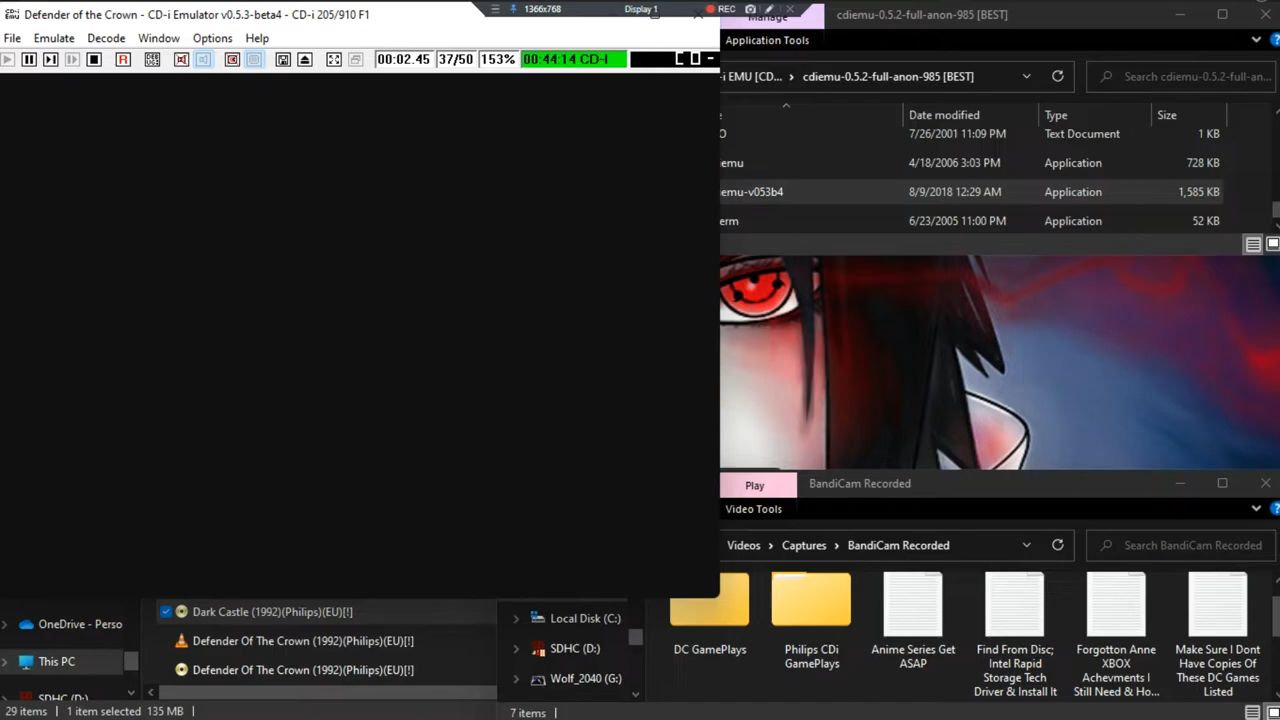 Defender of the Crown - CD-i Emulator v0.5.3-beta4 - CD-i 205/910 F1
1366x768
Display 1
REC
File
Emulate
Decode
Window
Options
Help
00:02.45
37/50
153%
00:44:14 CD-I
Manage
cdiemu-0.5.2-full-anon-985 [BEST]
Application Tools
-i EMU [CD... > cdiemu-0.5.2-full-anon-985 [BEST]
Search cdiemu-0.5.2-full-an...
Date modified
Type
Size
O
7/26/2001 11:09 PM
Text Document
1 KB
emu
4/18/2006 3:03 PM
Application
728 KB
emu-v053b4
8/9/2018 12:29 AM
Application
1,585 KB
erm
6/23/2005 11:00 PM
Application
52 KB
Play
BandiCam Recorded
Video Tools
Videos > Captures > BandiCam Recorded
Search BandiCam Recorded
OneDrive - Perso
This PC
SDHC (D:)
Dark Castle (1992)(Philips)(EU)[!]
Defender Of The Crown (1992)(Philips)(EU)[!]
Defender Of The Crown (1992)(Philips)(EU)[!]
29 items
1 item selected 135 MB
Local Disk (C:)
SDHC (D:)
Wolf_2040 (G:)
7 items
DC GamePlays
Philips CDi
GamePlays
Anime Series Get
ASAP
Find From Disc;
Intel Rapid
Storage Tech
Driver & Install It
Forgotton Anne
XBOX
Achevments I
Still Need & Ho...
Make Sure I Dont
Have Copies Of
These DC Games
Listed